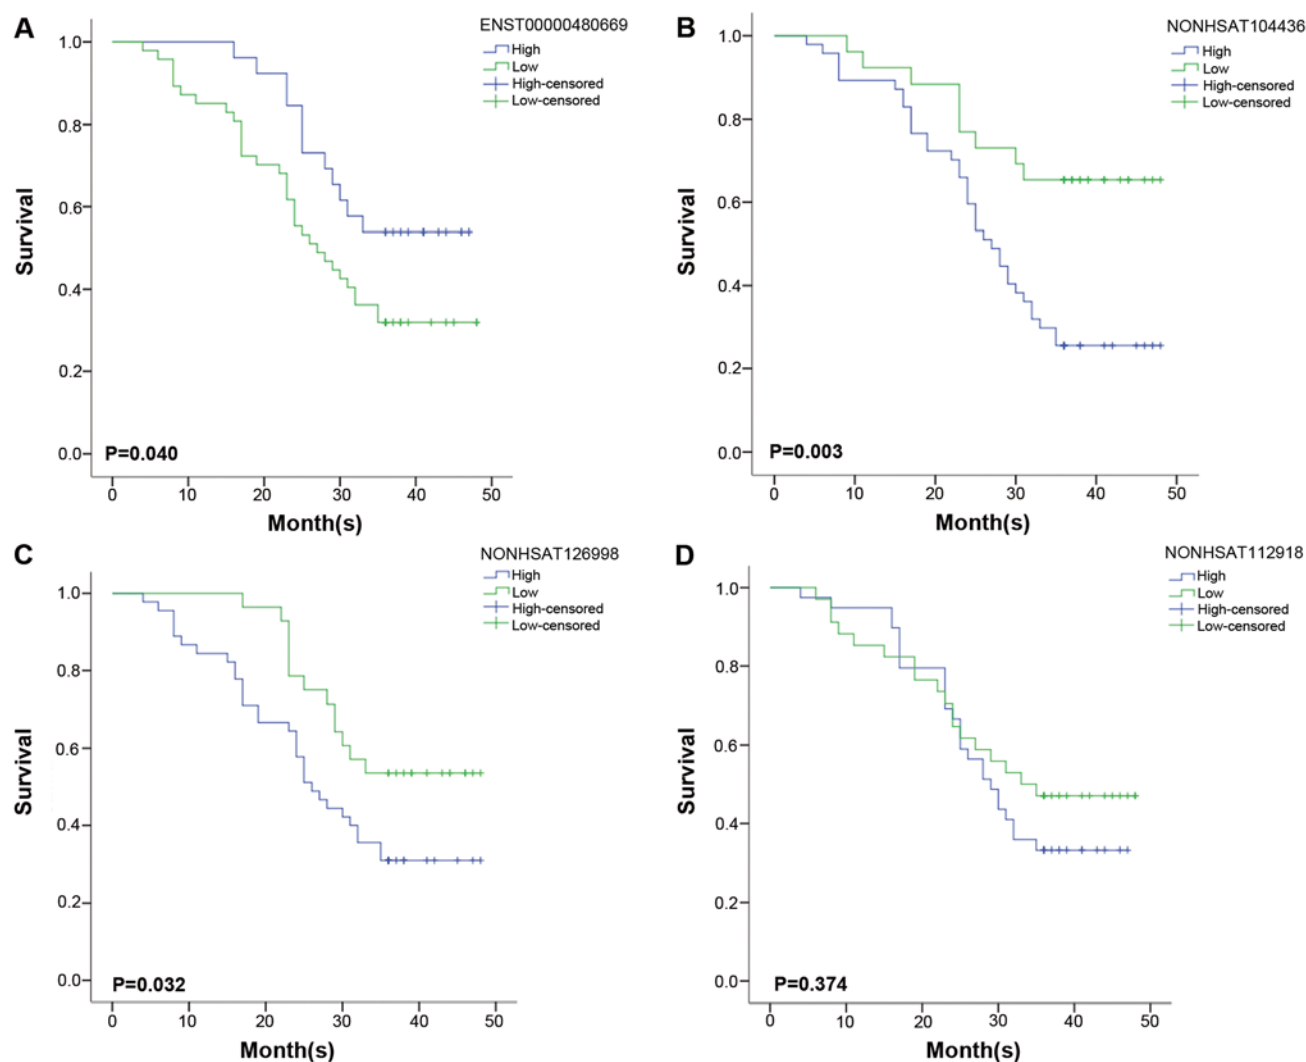 A
ENST00000480669
High
Low
High-censored
Low-censored
1.0
0.8
0.6
0.4
0.2
0.0
Survival
P=0.040
0 10 20 30 40 50
Month(s)
B
NONHSAT104436
High
Low
High-censored
Low-censored
1.0
0.8
0.6
0.4
0.2
0.0
Survival
P=0.003
0 10 20 30 40 50
Month(s)
C
NONHSAT126998
High
Low
High-censored
Low-censored
1.0
0.8
0.6
0.4
0.2
0.0
Survival
P=0.032
0 10 20 30 40 50
Month(s)
D
NONHSAT112918
High
Low
High-censored
Low-censored
1.0
0.8
0.6
0.4
0.2
0.0
Survival
P=0.374
0 10 20 30 40 50
Month(s)